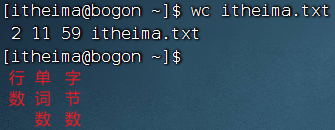 [itheima@bogon ~]$ wc itheima.txt
 2 11 59 itheima.txt
[itheima@bogon ~]$
行数 单词数 字节数